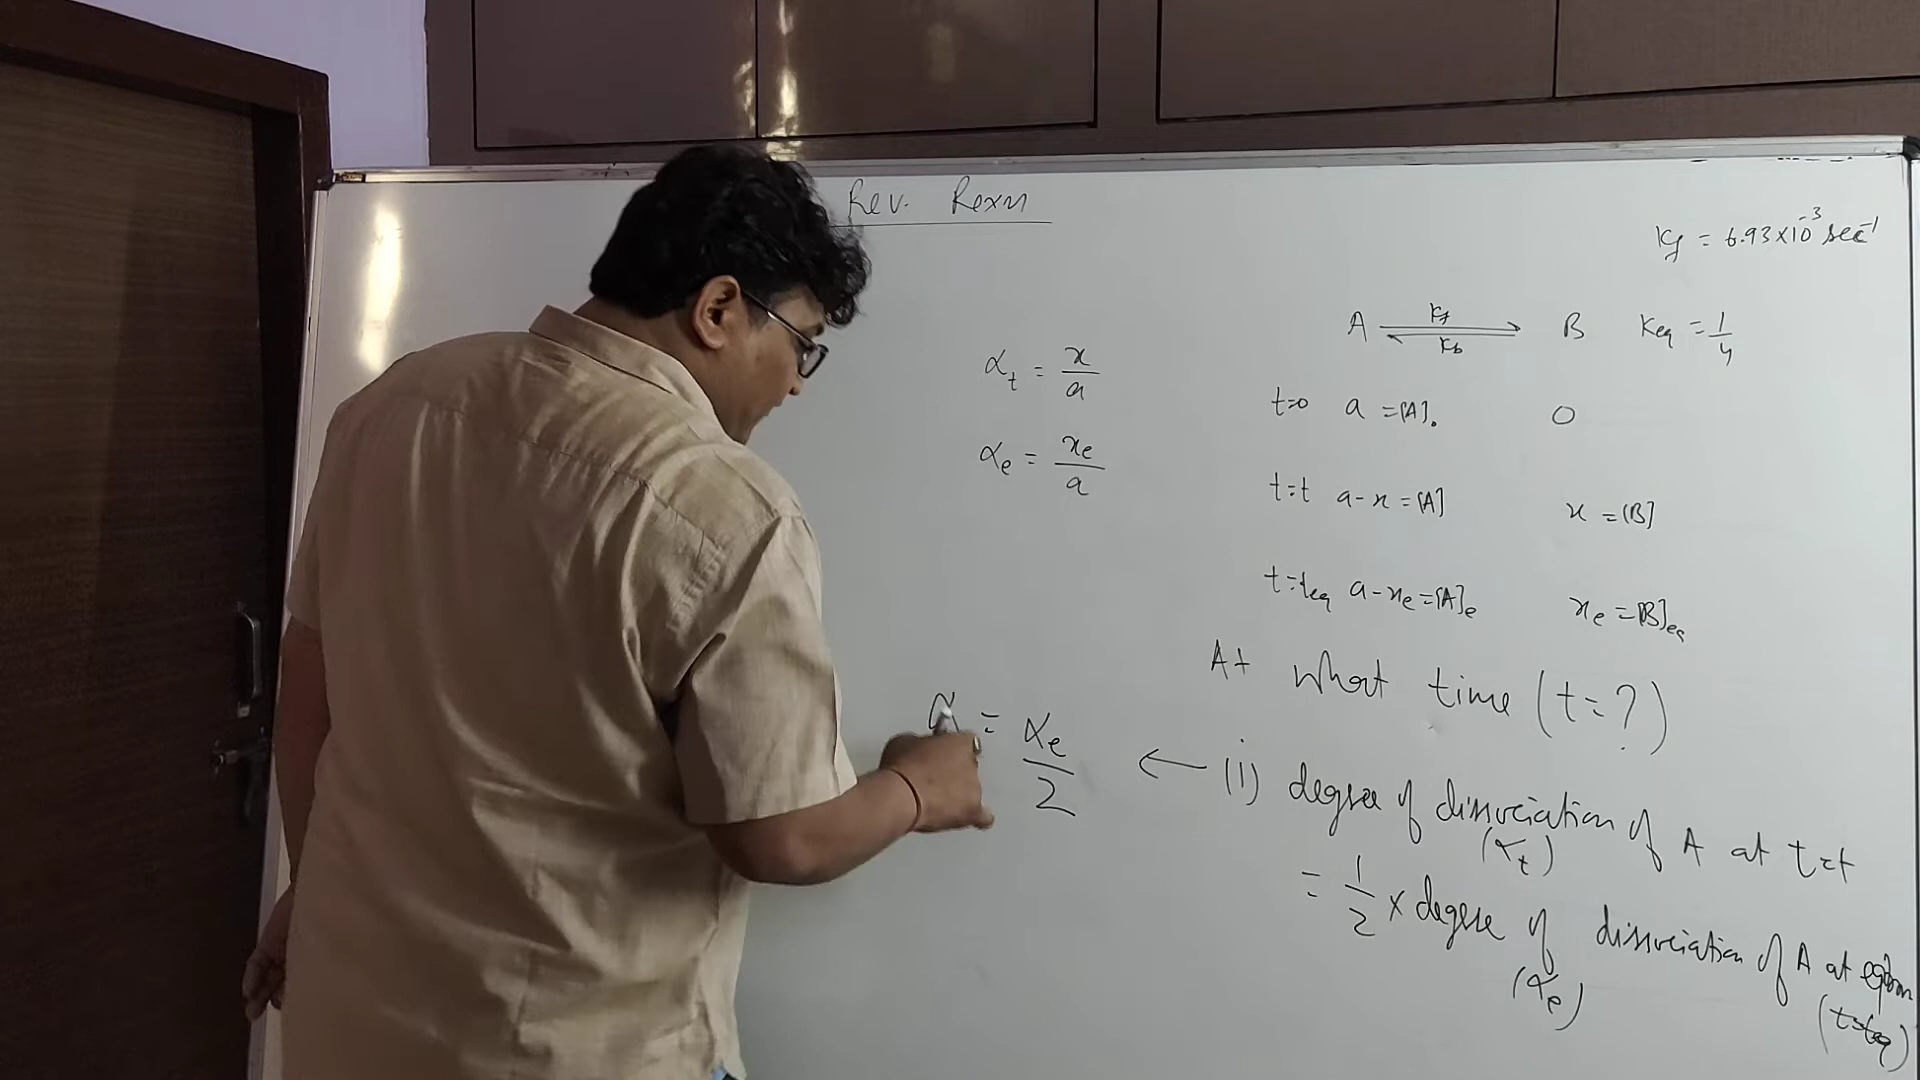 Rev. Rexn
Kf = 6.93×10⁻³ sec⁻¹
A ⇌ B Keq = 1/4
Kf
Kb
αt = x/a
αe = xe/a
t=0 a = [A]₀ 0
t=t a-x = [A] x = [B]
t=teq a-xe = [A]e xe = [B]eq
At what time (t=?)
α = αe/2 ← (i) degree of dissociation of A at t=t
(αt)
= 1/2 × degree of dissociation of A at eqbm
(αe) (t=teq)